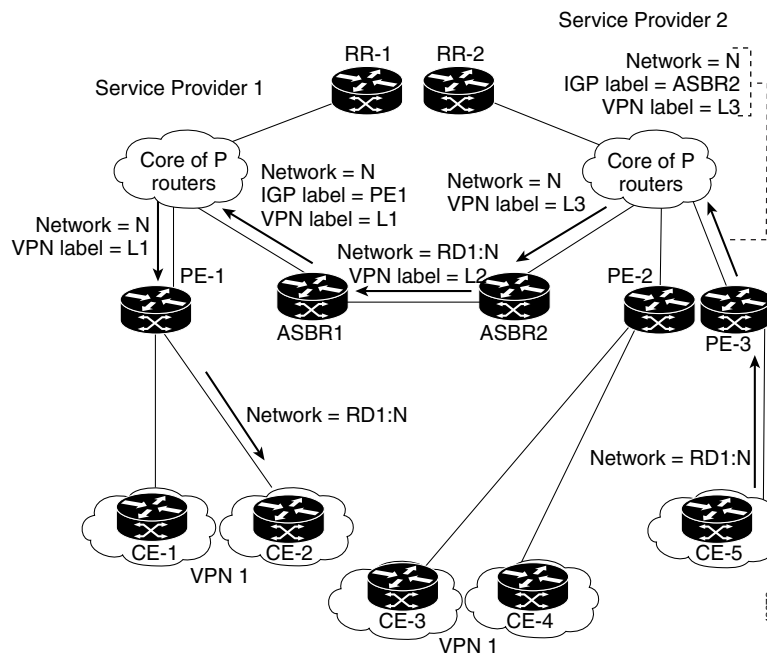 Service Provider 2
RR-1
RR-2
Network = N
IGP label = ASBR2
VPN label = L3
Service Provider 1
Core of P
routers
Network = N
IGP label = PE1
VPN label = L1
Network = N
VPN label = L3
Core of P
routers
Network = N
VPN label = L1
Network = RD1:N
VPN label = L2
PE-1
PE-2
ASBR1
ASBR2
PE-3
Network = RD1:N
Network = RD1:N
CE-1
CE-2
CE-5
VPN 1
CE-3
CE-4
VPN 1